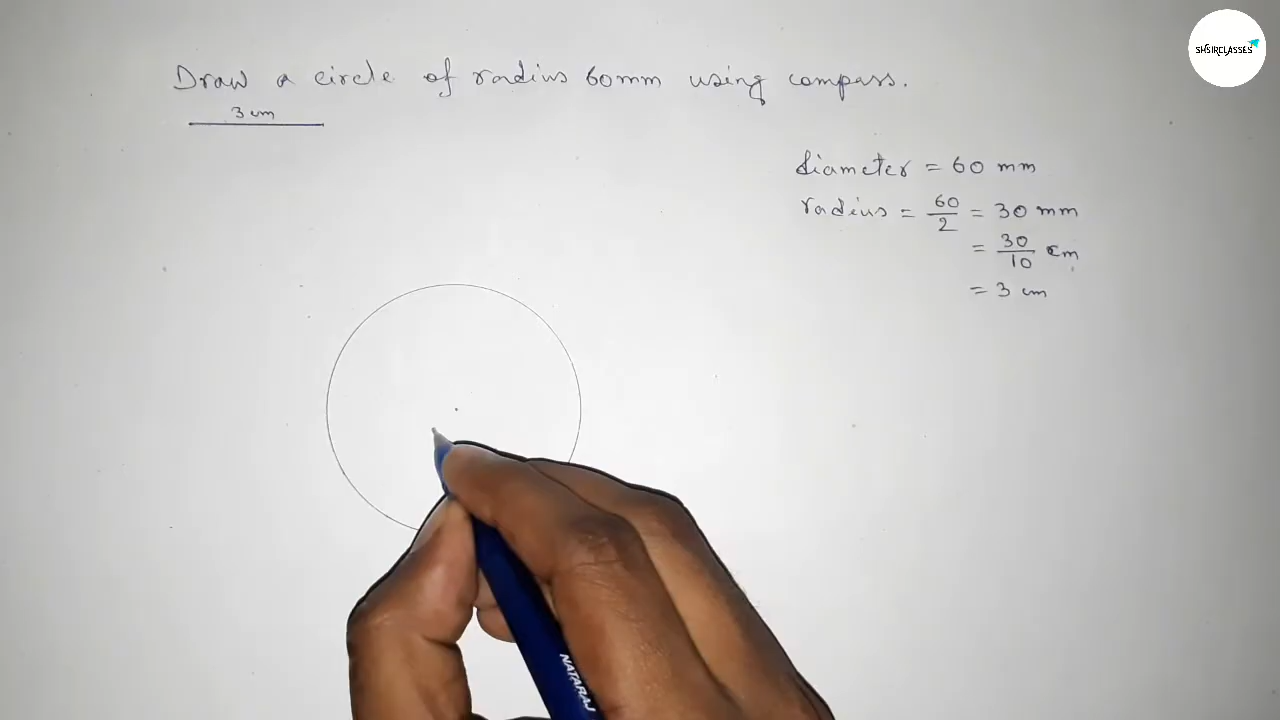 Draw a circle of radius 60mm using compass.
3 cm
diameter = 60 mm
radius = 60/2 = 30 mm
= 30/10 cm
= 3 cm
SHSIRCLASSES
NATARAJ